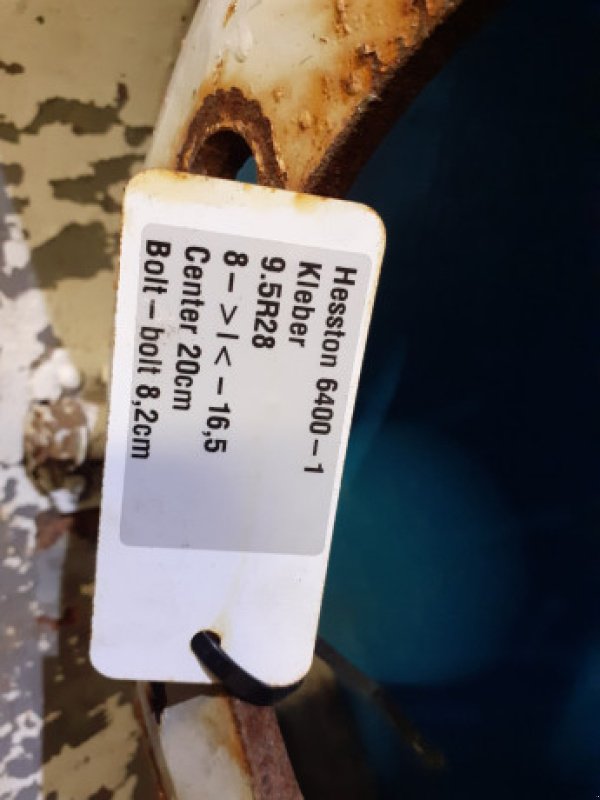 Hesston 6400-1
Kleber
9.5R28
8->I<-16,5
Center 20cm
Bolt-bolt 8,2cm